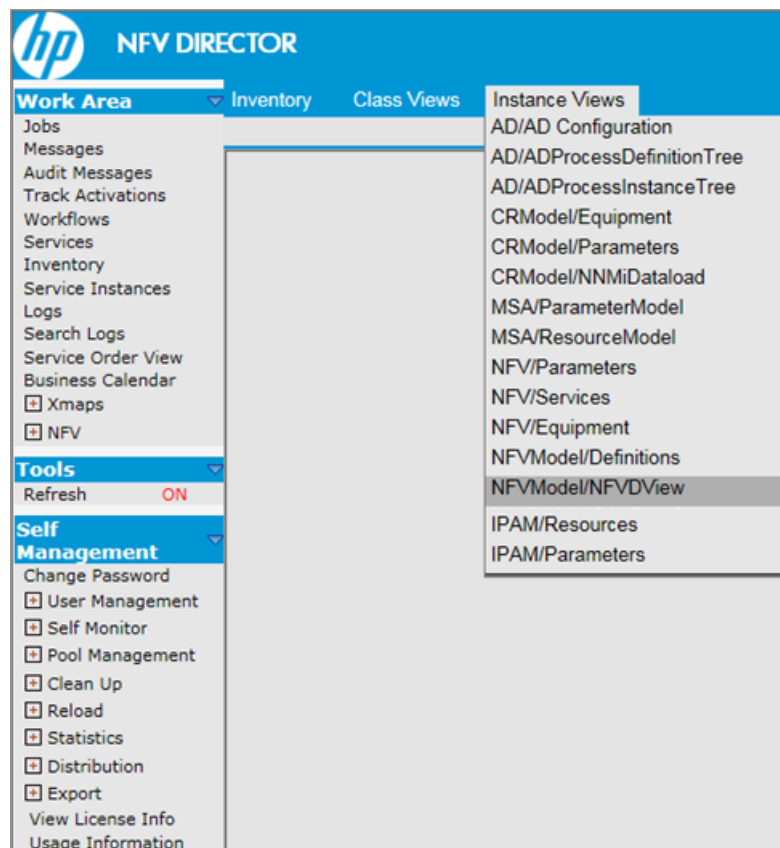 hp NFV DIRECTOR
Inventory Class Views Instance Views
AD/AD Configuration
AD/ADProcessDefinitionTree
AD/ADProcessInstanceTree
CRModel/Equipment
CRModel/Parameters
CRModel/NNMiDataload
MSA/ParameterModel
MSA/ResourceModel
NFV/Parameters
NFV/Services
NFV/Equipment
NFVModel/Definitions
NFVModel/NFVDView
IPAM/Resources
IPAM/Parameters
Work Area
Jobs
Messages
Audit Messages
Track Activations
Workflows
Services
Inventory
Service Instances
Logs
Search Logs
Service Order View
Business Calendar
Xmaps
NFV
Tools
Refresh ON
Self
Management
Change Password
User Management
Self Monitor
Pool Management
Clean Up
Reload
Statistics
Distribution
Export
View License Info
Usage Information